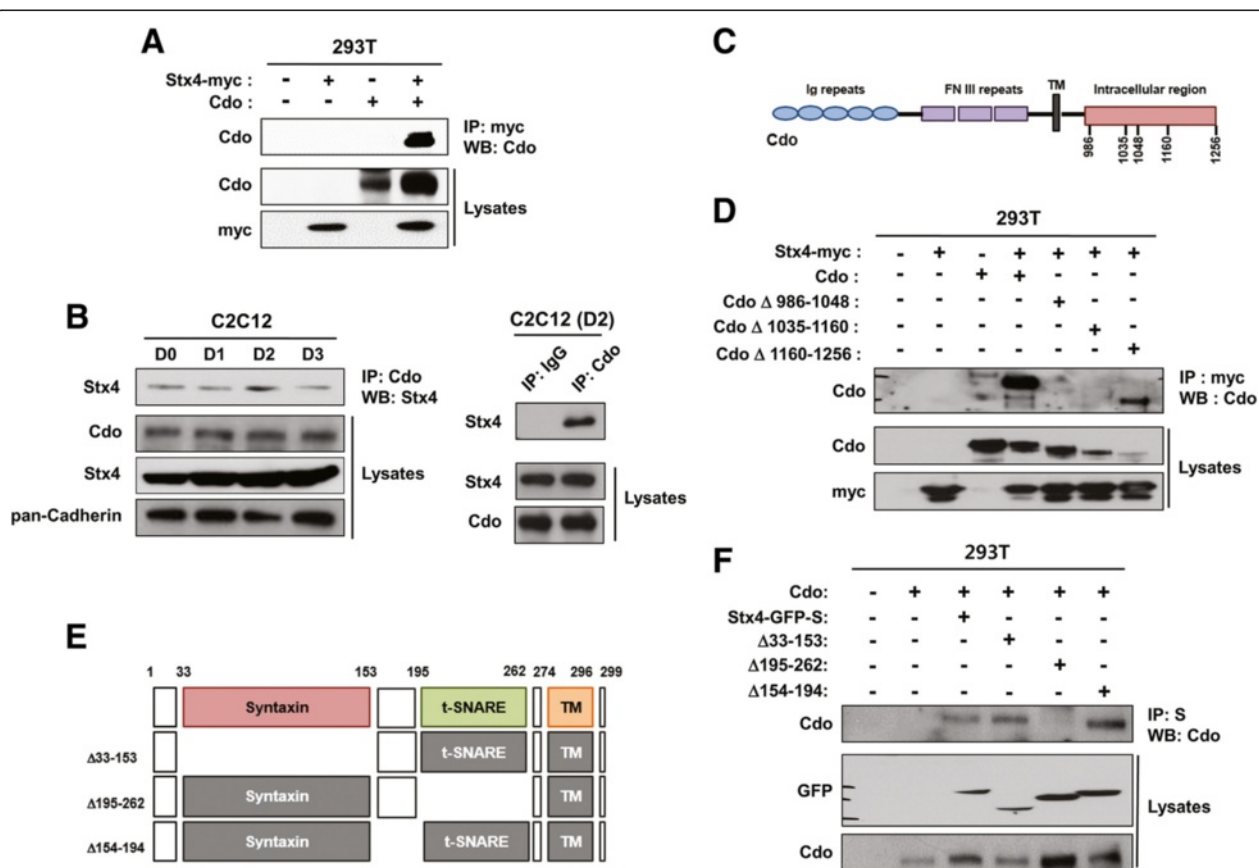 A
293T
Stx4-myc : - + - +
Cdo : - - + +
Cdo
IP: myc
WB: Cdo
Cdo
myc
Lysates
B
C2C12
D0 D1 D2 D3
Stx4
IP: Cdo
WB: Stx4
Cdo
Stx4
pan-Cadherin
Lysates
C2C12 (D2)
IP: IgG
IP: Cdo
Stx4
Stx4
Cdo
Lysates
C
Ig repeats
FN III repeats
TM
Intracellular region
Cdo
986
1035
1048
1160
1256
D
293T
Stx4-myc : - + - + + + +
Cdo : - - + + - - -
Cdo Δ 986-1048 : - - - - + - -
Cdo Δ 1035-1160 : - - - - - + -
Cdo Δ 1160-1256 : - - - - - - +
Cdo
IP : myc
WB : Cdo
Cdo
myc
Lysates
E
1 33 153 195 262 274 296 299
Syntaxin t-SNARE TM
Δ33-153 t-SNARE TM
Δ195-262 Syntaxin TM
Δ154-194 Syntaxin t-SNARE TM
F
293T
Cdo: - + + + + +
Stx4-GFP-S: - - + - - -
Δ33-153: - - - + - -
Δ195-262: - - - - + -
Δ154-194: - - - - - +
Cdo
IP: S
WB: Cdo
GFP
Cdo
Lysates